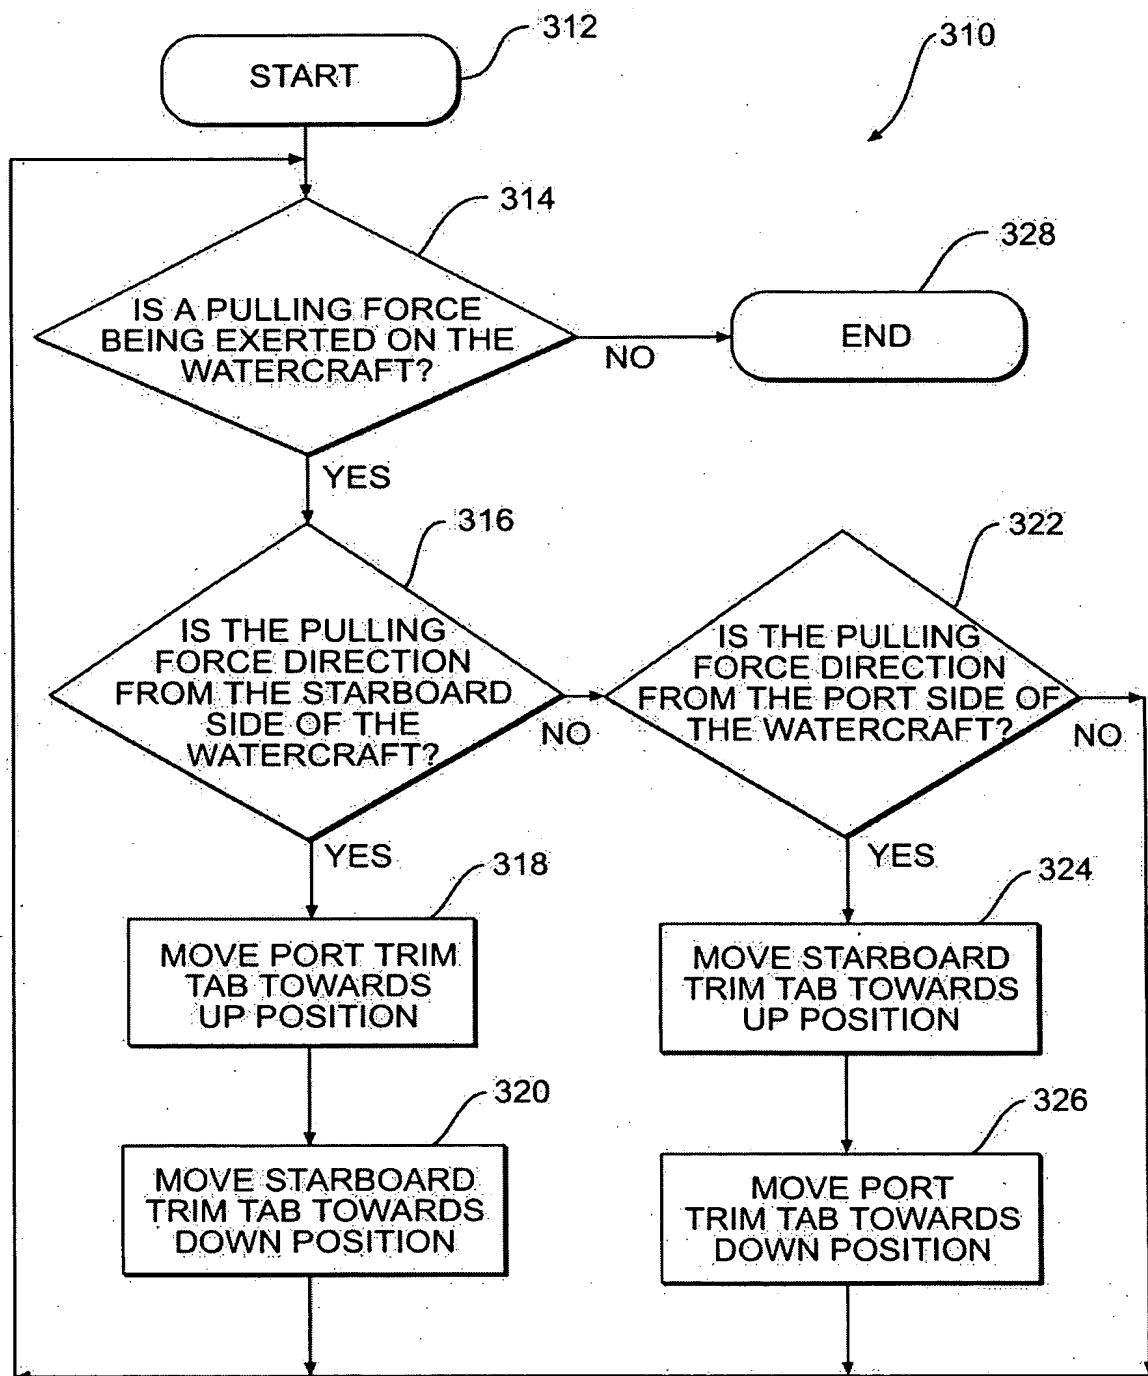 312
310
START
314
328
IS A PULLING FORCE
BEING EXERTED ON THE
WATERCRAFT?
NO
END
YES
316
322
IS THE PULLING
FORCE DIRECTION
FROM THE STARBOARD
SIDE OF THE
WATERCRAFT?
NO
IS THE PULLING
FORCE DIRECTION
FROM THE PORT SIDE OF
THE WATERCRAFT?
NO
YES
318
YES
324
MOVE PORT TRIM
TAB TOWARDS
UP POSITION
MOVE STARBOARD
TRIM TAB TOWARDS
UP POSITION
320
326
MOVE STARBOARD
TRIM TAB TOWARDS
DOWN POSITION
MOVE PORT
TRIM TAB TOWARDS
DOWN POSITION